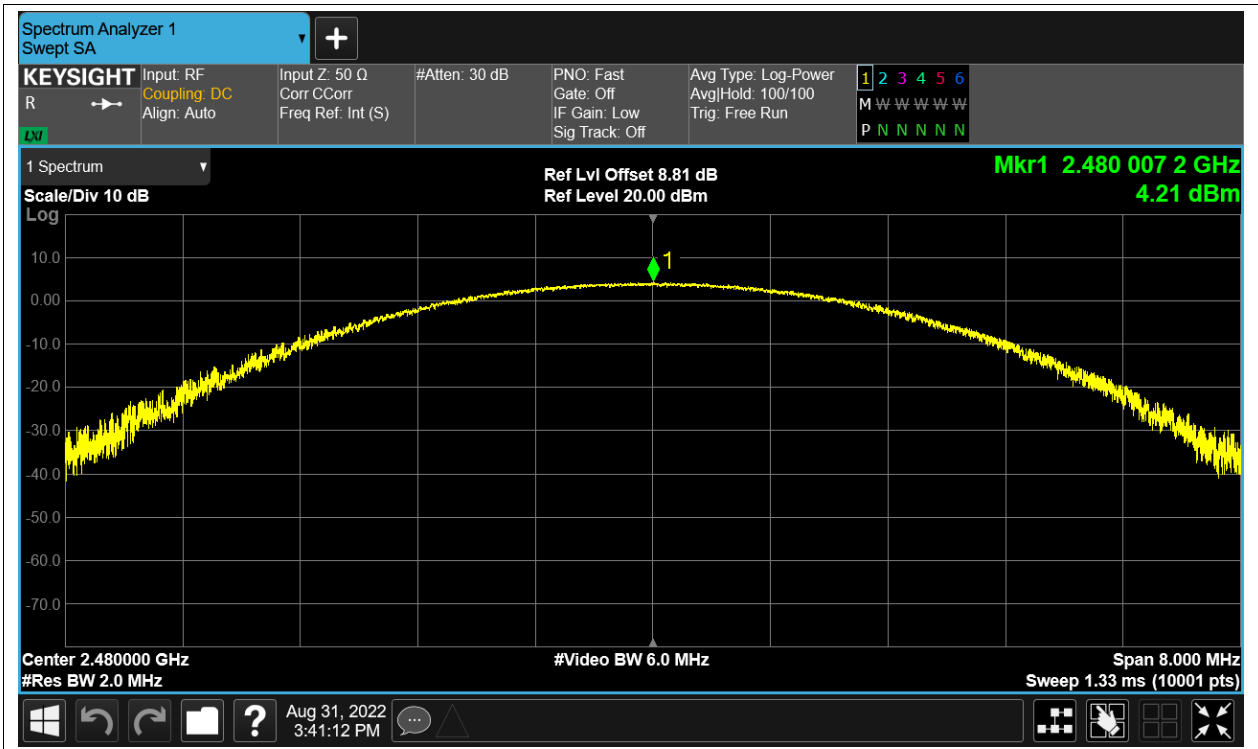 Spectrum Analyzer 1
Swept SA
KEYSIGHT
R
LXI
Input: RF
Coupling: DC
Align: Auto
Input Z: 50 Ω
Corr CCorr
Freq Ref: Int (S)
#Atten: 30 dB
PNO: Fast
Gate: Off
IF Gain: Low
Sig Track: Off
Avg Type: Log-Power
Avg|Hold: 100/100
Trig: Free Run
1 2 3 4 5 6
M W W W W W
P N N N N N
1 Spectrum
Scale/Div 10 dB
Log
Ref Lvl Offset 8.81 dB
Ref Level 20.00 dBm
Mkr1 2.480 007 2 GHz
4.21 dBm
1
10.0
0.00
-10.0
-20.0
-30.0
-40.0
-50.0
-60.0
-70.0
Center 2.480000 GHz
#Video BW 6.0 MHz
Span 8.000 MHz
#Res BW 2.0 MHz
Sweep 1.33 ms (10001 pts)
?
Aug 31, 2022
3:41:12 PM